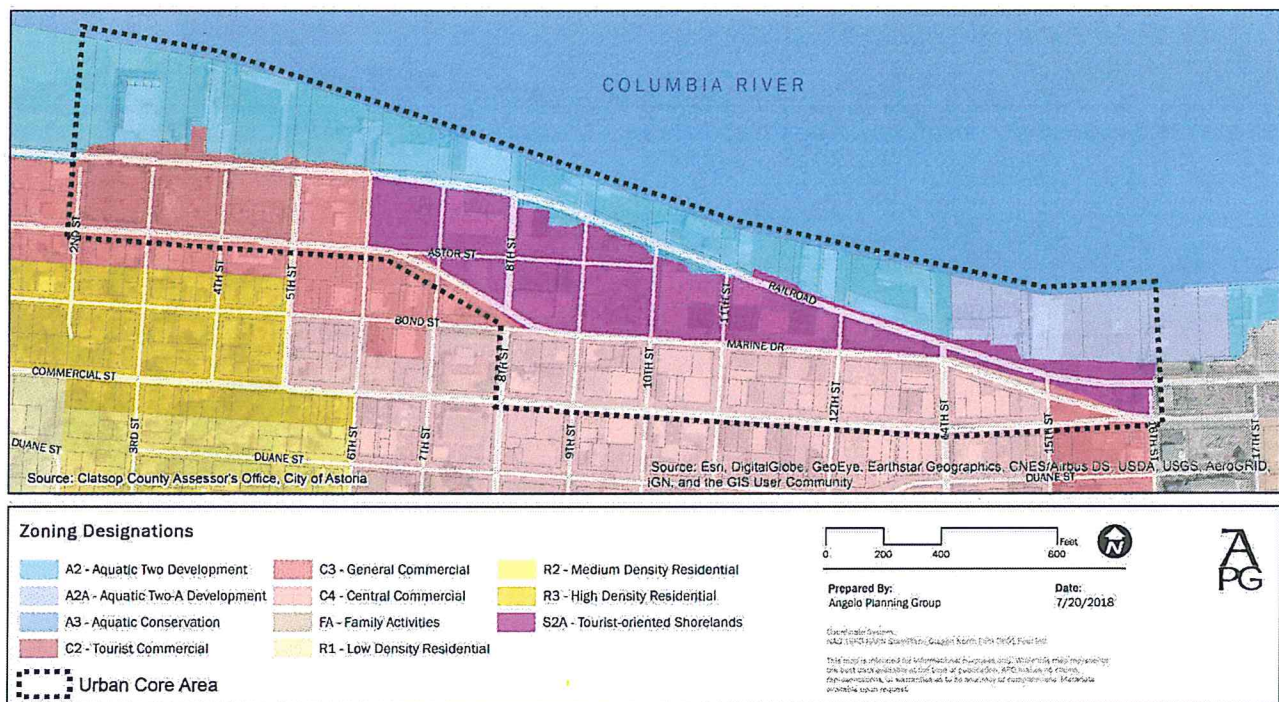 COLUMBIA RIVER
2ND ST
4TH ST
5TH ST
ASTOR ST
8TH ST
RAILROAD
11TH ST
BOND ST
MARINE DR
8TH ST
10TH ST
12TH ST
14TH ST
COMMERCIAL ST
3RD ST
6TH ST
7TH ST
9TH ST
15TH ST
16TH ST
17TH ST
DUANE ST
DUANE ST
DUANE ST
Source: Clatsop County Assessor's Office, City of Astoria
Source: Esri, DigitalGlobe, GeoEye, Earthstar Geographics, CNES/Airbus DS, USDA, USGS, AeroGRID,
IGN, and the GIS User Community
Zoning Designations
A2 - Aquatic Two Development
A2A - Aquatic Two-A Development
A3 - Aquatic Conservation
C2 - Tourist Commercial
C3 - General Commercial
C4 - Central Commercial
FA - Family Activities
R1 - Low Density Residential
R2 - Medium Density Residential
R3 - High Density Residential
S2A - Tourist-oriented Shorelands
Urban Core Area
Feet
0 200 400 600
N
Prepared By:
Angelo Planning Group
Date:
7/20/2018
APG